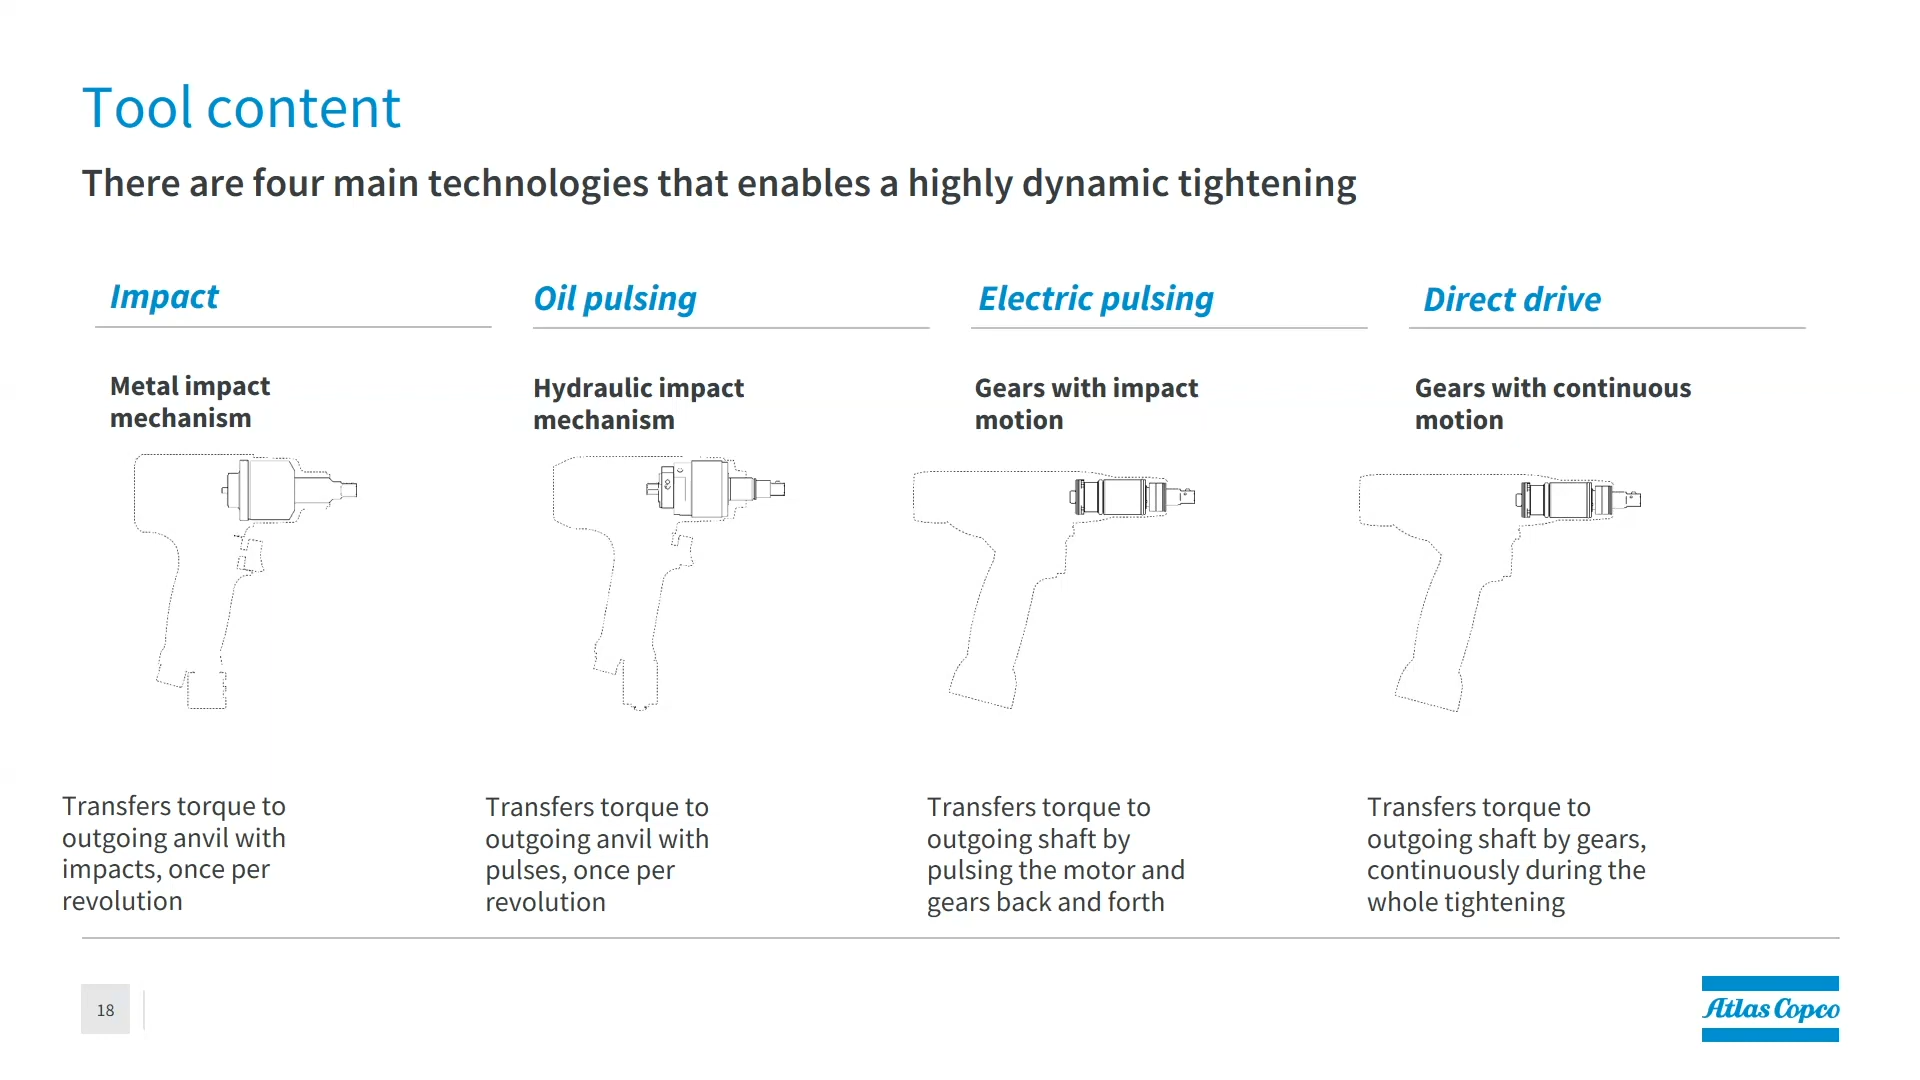 Tool content
There are four main technologies that enables a highly dynamic tightening
Impact
Metal impact
mechanism
Transfers torque to
outgoing anvil with
impacts, once per
revolution
Oil pulsing
Hydraulic impact
mechanism
Transfers torque to
outgoing anvil with
pulses, once per
revolution
Electric pulsing
Gears with impact
motion
Transfers torque to
outgoing shaft by
pulsing the motor and
gears back and forth
Direct drive
Gears with continuous
motion
Transfers torque to
outgoing shaft by gears,
continuously during the
whole tightening
18
Atlas Copco